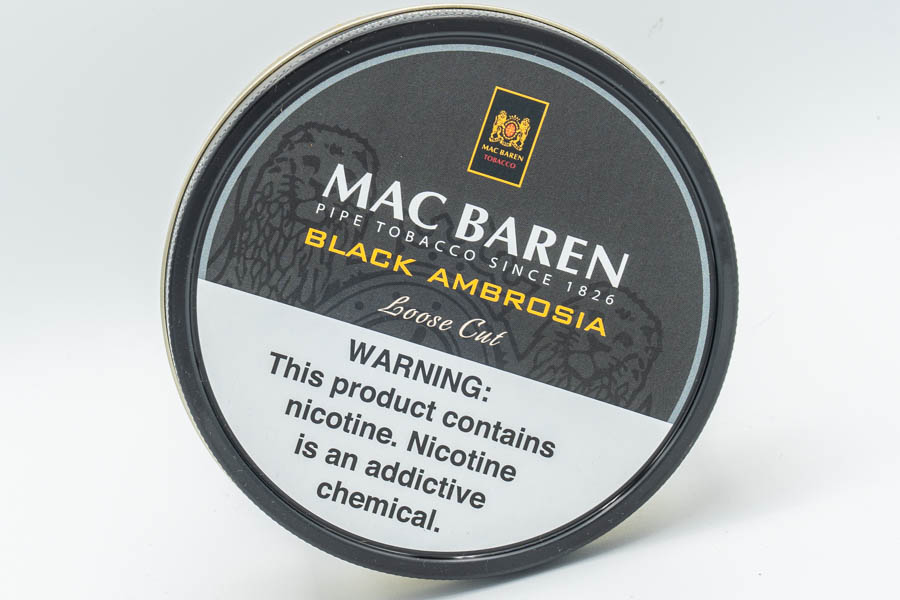 MAC BAREN
TOBACCO
MAC BAREN
PIPE TOBACCO SINCE 1826
BLACK AMBROSIA
Loose Cut
WARNING:
This product contains
nicotine. Nicotine
is an addictive
chemical.